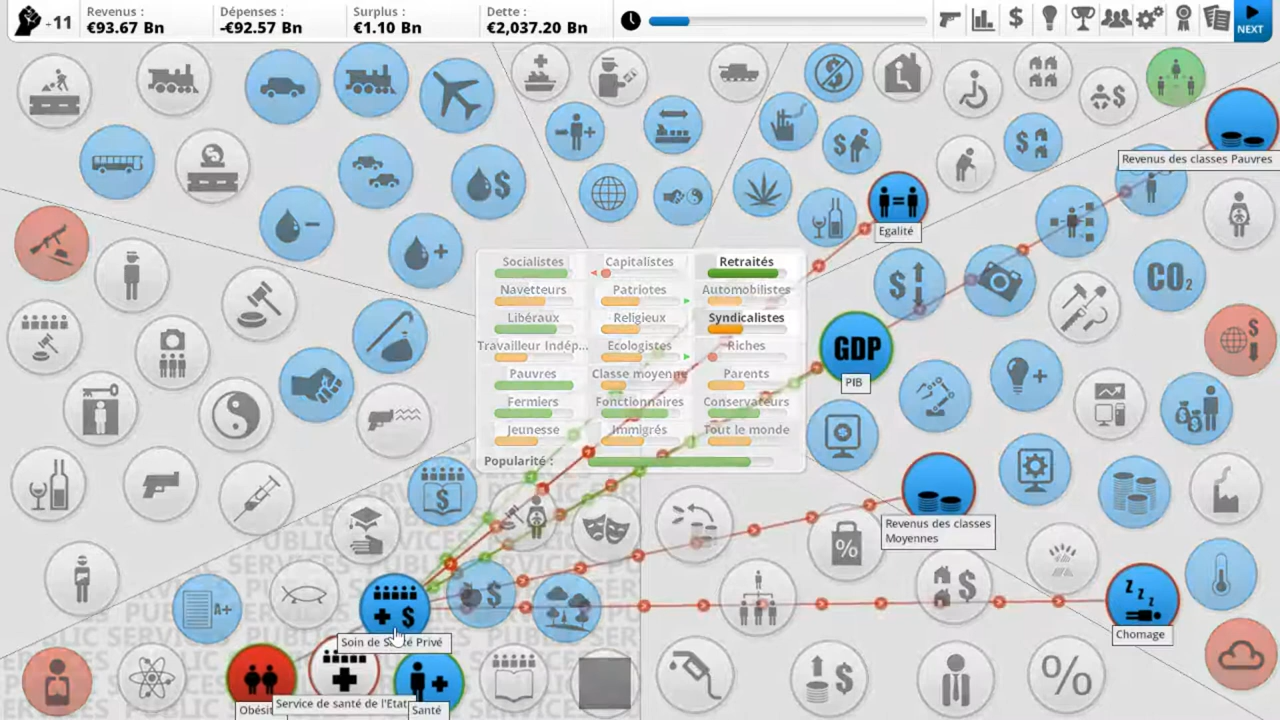 +11
Revenus :
€93.67 Bn
Dépenses :
-€92.57 Bn
Surplus :
€1.10 Bn
Dette :
€2,037.20 Bn
NEXT
Revenus des classes Pauvres
Egalité
Socialistes
Capitalistes
Retraités
Navetteurs
Patriotes
Automobilistes
Libéraux
Religieux
Syndicalistes
Travailleur Indép...
Ecologistes
Riches
Pauvres
Classe moyenne
Parents
Fermiers
Fonctionnaires
Conservateurs
Jeunesse
Immigrés
Tout le monde
Popularité :
CO₂
GDP
PIB
Revenus des classes
Moyennes
A+
PUBLIC SERVICES
Soin de Santé Privé
Chomage
Obésit
Service de santé de l'Etat
Santé
%